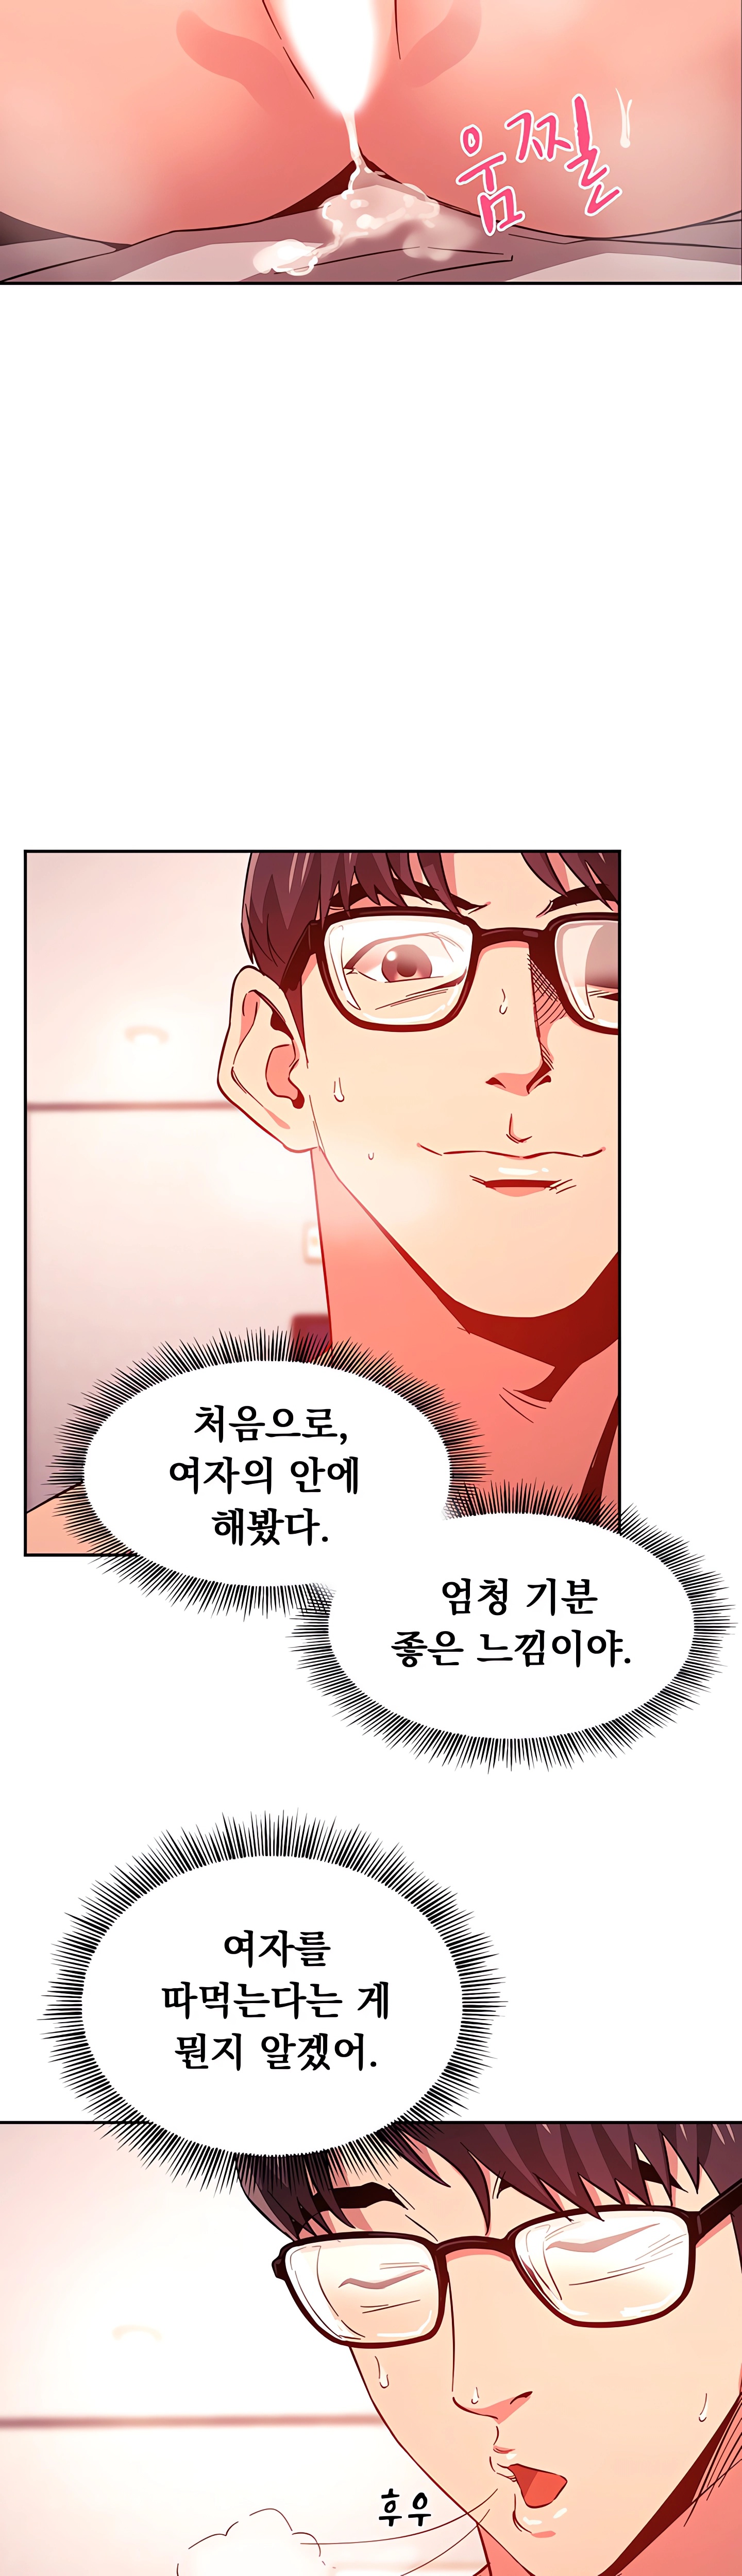 움찔
처음으로,
여자의 안에
해봤다.
엄청 기분
좋은 느낌이야.
여자를
따먹는다는 게
뭔지 알겠어.
후우